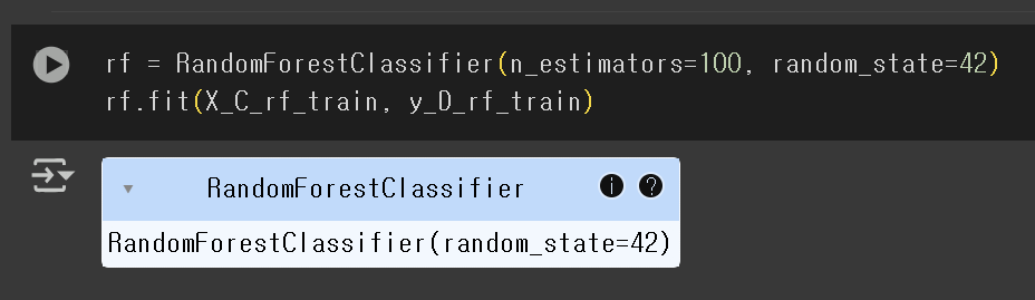 rf = RandomForestClassifier(n_estimators=100, random_state=42)
rf.fit(X_C_rf_train, y_D_rf_train)
RandomForestClassifier i ?
RandomForestClassifier(random_state=42)